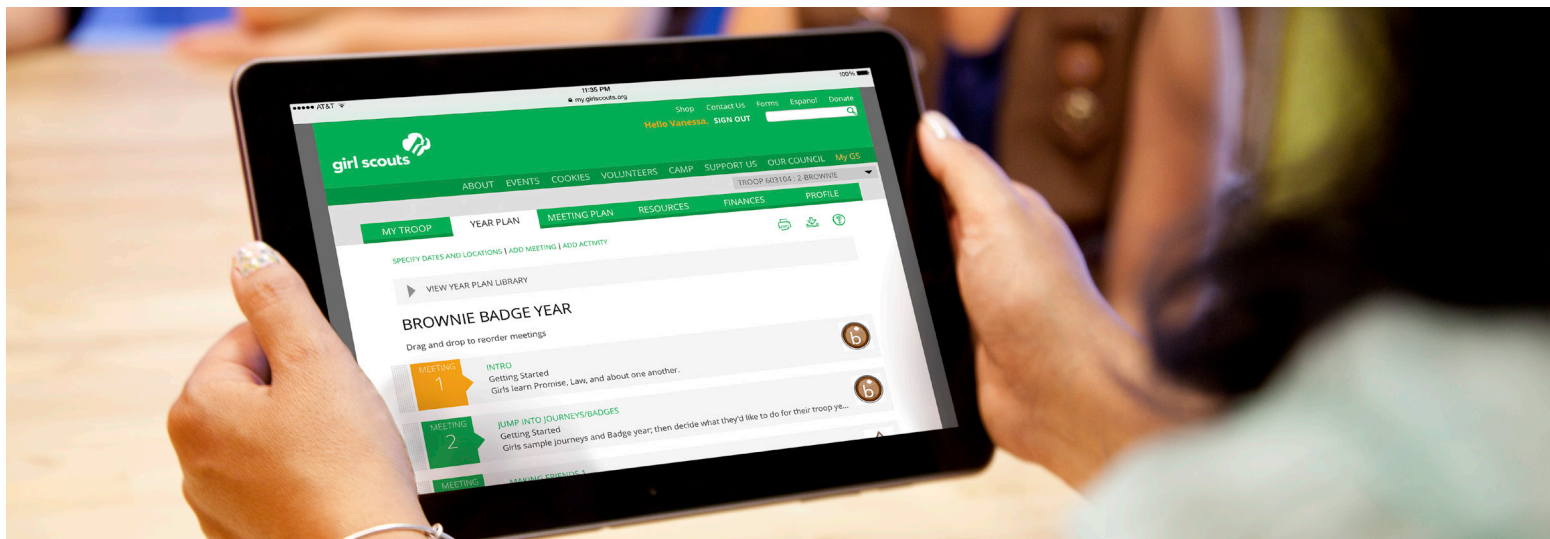 ●●●●● AT&T 11:35 PM 100%
my.girlscouts.org
Shop Contact Us Forms Espanol Donate
Hello Vanessa. SIGN OUT
girl scouts
ABOUT EVENTS COOKIES VOLUNTEERS CAMP SUPPORT US OUR COUNCIL My GS
TROOP 603104 : 2-BROWNIE
MY TROOP YEAR PLAN MEETING PLAN RESOURCES FINANCES PROFILE
SPECIFY DATES AND LOCATIONS | ADD MEETING | ADD ACTIVITY
VIEW YEAR PLAN LIBRARY
BROWNIE BADGE YEAR
Drag and drop to reorder meetings
MEETING
1
INTRO
Getting Started
Girls learn Promise, Law, and about one another.
b
MEETING
2
JUMP INTO JOURNEYS/BADGES
Getting Started
Girls sample Journeys and Badge year; then decide what they'd like to do for their troop ye...
b
MEETING
MAKING FRIENDS 1